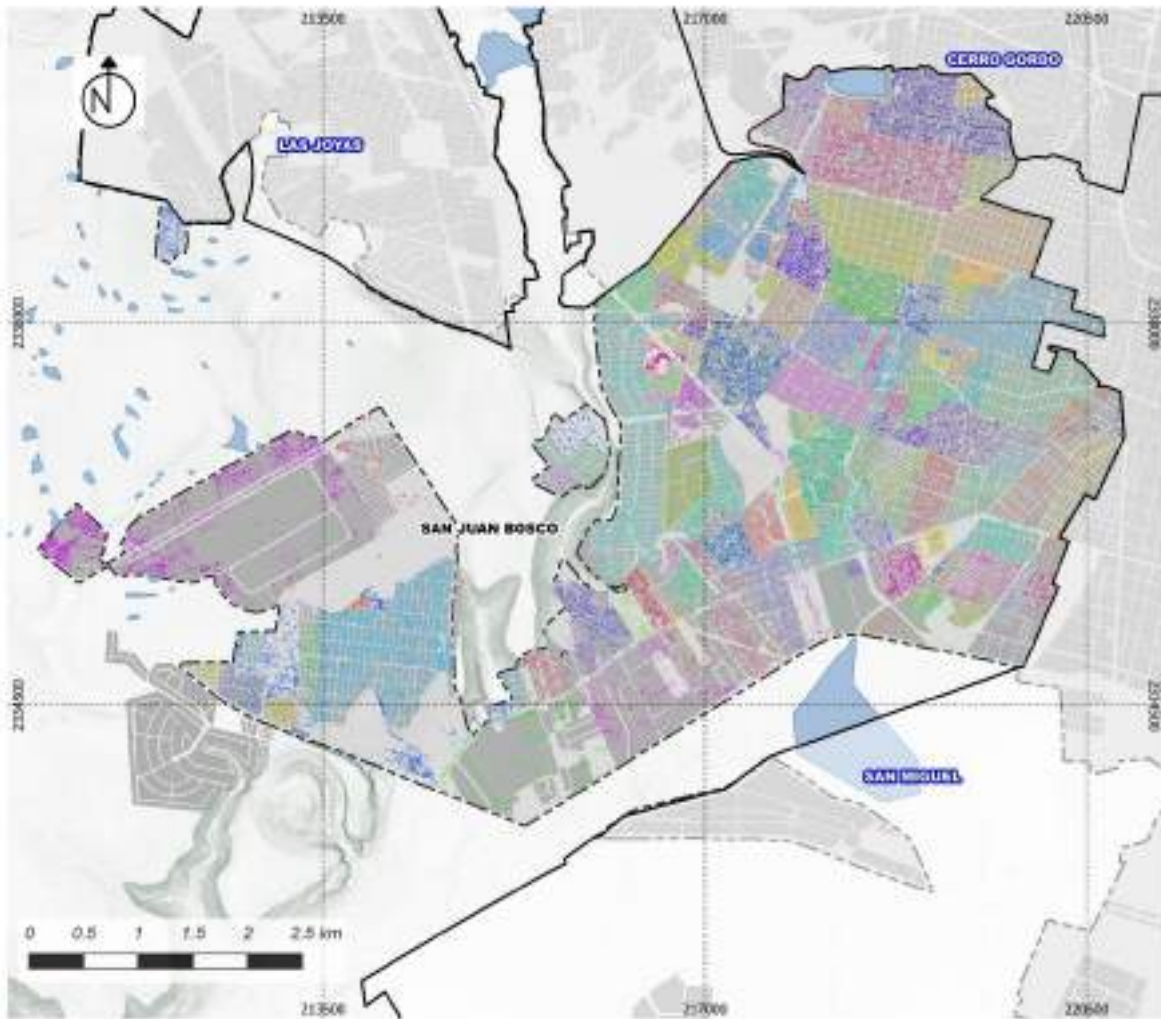 213500 217000 220500
CERRO GORDO
N
LAS JOYAS
2338000 2338000
SAN JUAN BOSCO
2334500 2334500
SAN MIGUEL
0 0.5 1 1.5 2 2.5 km
213500 217000 220500